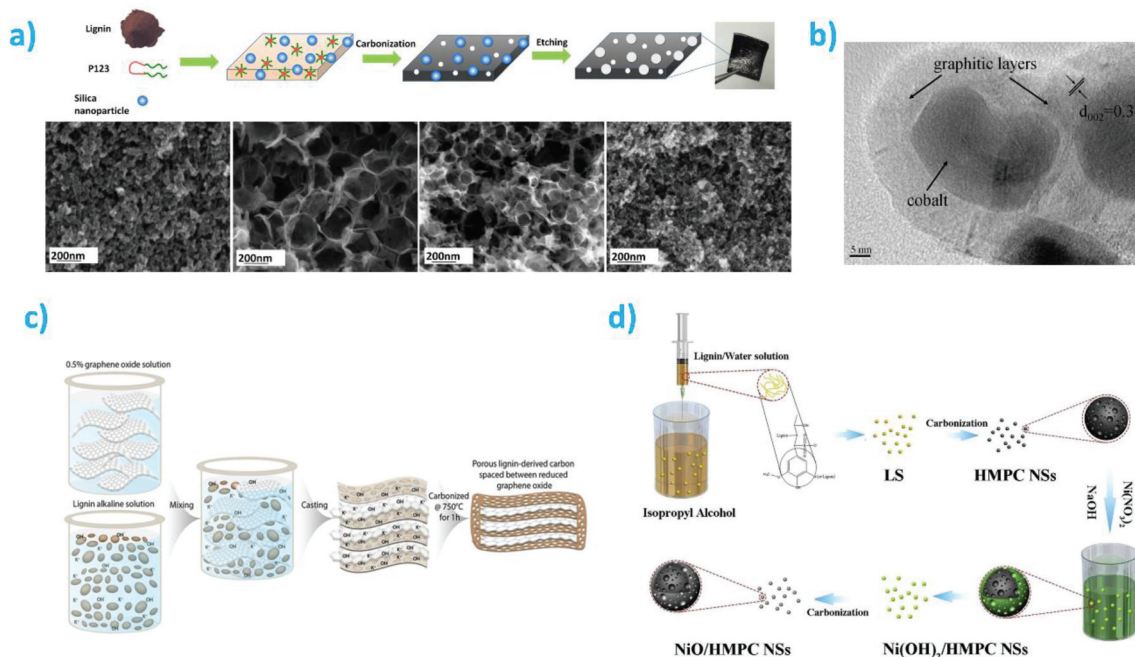 a)
Lignin
P123
Silica
nanoparticle
Carbonization
Etching
200nm
200nm
200nm
200nm
b)
graphitic layers
d002=0.3
cobalt
5 nm
c)
0.5% graphene oxide solution
Lignin alkaline solution
OH
K+
Mixing
Casting
Carbonized
@ 750°C
for 1h
Porous lignin-derived carbon
spaced between reduced
graphene oxide
d)
Lignin/Water solution
Isopropyl Alcohol
LS
Carbonization
HMPC NSs
Ni(NO3)2
NaOH
Ni(OH)2/HMPC NSs
Carbonization
NiO/HMPC NSs